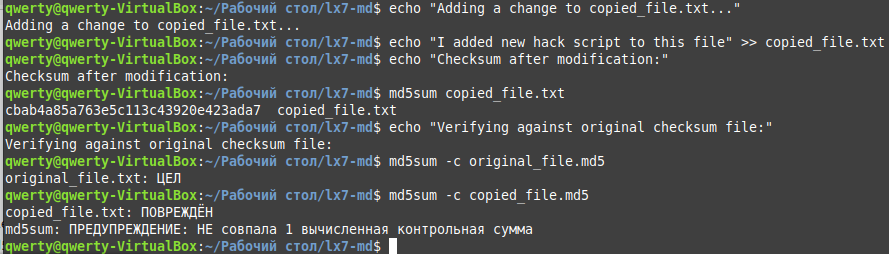 qwerty@qwerty-VirtualBox:~/Рабочий стол/lx7-md$ echo "Adding a change to copied_file.txt..."
Adding a change to copied_file.txt...
qwerty@qwerty-VirtualBox:~/Рабочий стол/lx7-md$ echo "I added new hack script to this file" >> copied_file.txt
qwerty@qwerty-VirtualBox:~/Рабочий стол/lx7-md$ echo "Checksum after modification:"
Checksum after modification:
qwerty@qwerty-VirtualBox:~/Рабочий стол/lx7-md$ md5sum copied_file.txt
cbab4a85a763e5c113c43920e423ada7  copied_file.txt
qwerty@qwerty-VirtualBox:~/Рабочий стол/lx7-md$ echo "Verifying against original checksum file:"
Verifying against original checksum file:
qwerty@qwerty-VirtualBox:~/Рабочий стол/lx7-md$ md5sum -c original_file.md5
original_file.txt: ЦЕЛ
qwerty@qwerty-VirtualBox:~/Рабочий стол/lx7-md$ md5sum -c copied_file.md5
copied_file.txt: ПОВРЕЖДЁН
md5sum: ПРЕДУПРЕЖДЕНИЕ: НЕ совпала 1 вычисленная контрольная сумма
qwerty@qwerty-VirtualBox:~/Рабочий стол/lx7-md$